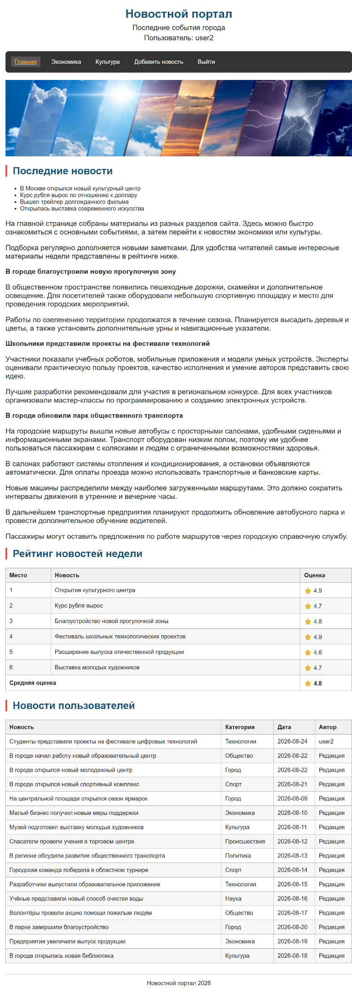 Новостной портал
Последние события города
Пользователь: user2
Главная Экономика Культура Добавить новость Выйти
Последние новости
• В Москве открылся новый культурный центр
• Курс рубля вырос по отношению к доллару
• Вышел трейлер долгожданного фильма
• Открылась выставка современного искусства
На главной странице собраны материалы из разных разделов сайта. Здесь можно быстро
ознакомиться с основными событиями, а затем перейти к новостям экономики или культуры.
Подборка регулярно дополняется новыми заметками. Для удобства читателей самые интересные
материалы недели представлены в рейтинге ниже.
В городе благоустроили новую прогулочную зону
В общественном пространстве появились пешеходные дорожки, скамейки и дополнительное
освещение. Для посетителей также оборудовали небольшую спортивную площадку и место для
проведения городских мероприятий.
Работы по озеленению территории продолжатся в течение сезона. Планируется высадить деревья и
цветы, а также установить дополнительные урны и навигационные указатели.
Школьники представили проекты на фестивале технологий
Участники показали учебных роботов, мобильные приложения и модели умных устройств. Эксперты
оценивали практическую пользу проектов, качество исполнения и умение авторов представить свою
идею.
Лучшие разработки рекомендовали для участия в региональном конкурсе. Для всех участников
организовали мастер-классы по программированию и созданию электронных устройств.
В городе обновили парк общественного транспорта
На городские маршруты вышли новые автобусы с просторными салонами, удобными сиденьями и
информационными экранами. Транспорт оборудован низким полом, поэтому им удобнее
пользоваться пассажирам с колясками и людям с ограниченными возможностями здоровья.
В салонах работают системы отопления и кондиционирования, а остановки объявляются
автоматически. Для оплаты проезда можно использовать транспортные и банковские карты.
Новые машины распределили между наиболее загруженными маршрутами. Это должно сократить
интервалы движения в утренние и вечерние часы.
В дальнейшем транспортные предприятия планируют продолжить обновление автобусного парка и
провести дополнительное обучение водителей.
Пассажиры могут оставить предложения по работе маршрутов через городскую справочную службу.
Рейтинг новостей недели
Место Новость Оценка
1 Открытие культурного центра 4.9
2 Курс рубля вырос 4.7
3 Благоустройство новой прогулочной зоны 4.8
4 Фестиваль школьных технологических проектов 4.9
5 Расширение выпуска отечественной продукции 4.6
6 Выставка молодых художников 4.7
Средняя оценка 4.8
Новости пользователей
Новость Категория Дата Автор
Студенты представили проекты на фестивале цифровых технологий Технологии 2026-08-24 user2
В городе начал работу новый образовательный центр Общество 2026-08-22 Редакция
В городе открылся новый молодежный центр Город 2026-08-22 Редакция
В городе открылся новый спортивный комплекс Спорт 2026-08-21 Редакция
На центральной площади открылся сезон ярмарок Город 2026-08-09 Редакция
Малый бизнес получил новые меры поддержки Экономика 2026-08-10 Редакция
Музей подготовил выставку молодых художников Культура 2026-08-11 Редакция
Спасатели провели учения в торговом центре Происшествия 2026-08-12 Редакция
В регионе обсудили развитие общественного транспорта Политика 2026-08-13 Редакция
Городская команда победила в областном турнире Спорт 2026-08-14 Редакция
Разработчики выпустили образовательное приложение Технологии 2026-08-15 Редакция
Учёные представили новый способ очистки воды Наука 2026-08-16 Редакция
Волонтёры провели акцию помощи пожилым людям Общество 2026-08-17 Редакция
В парке завершили благоустройство Город 2026-08-20 Редакция
Предприятия увеличили выпуск продукции Экономика 2026-08-19 Редакция
В городе открылась новая библиотека Культура 2026-08-18 Редакция
Новостной портал 2026